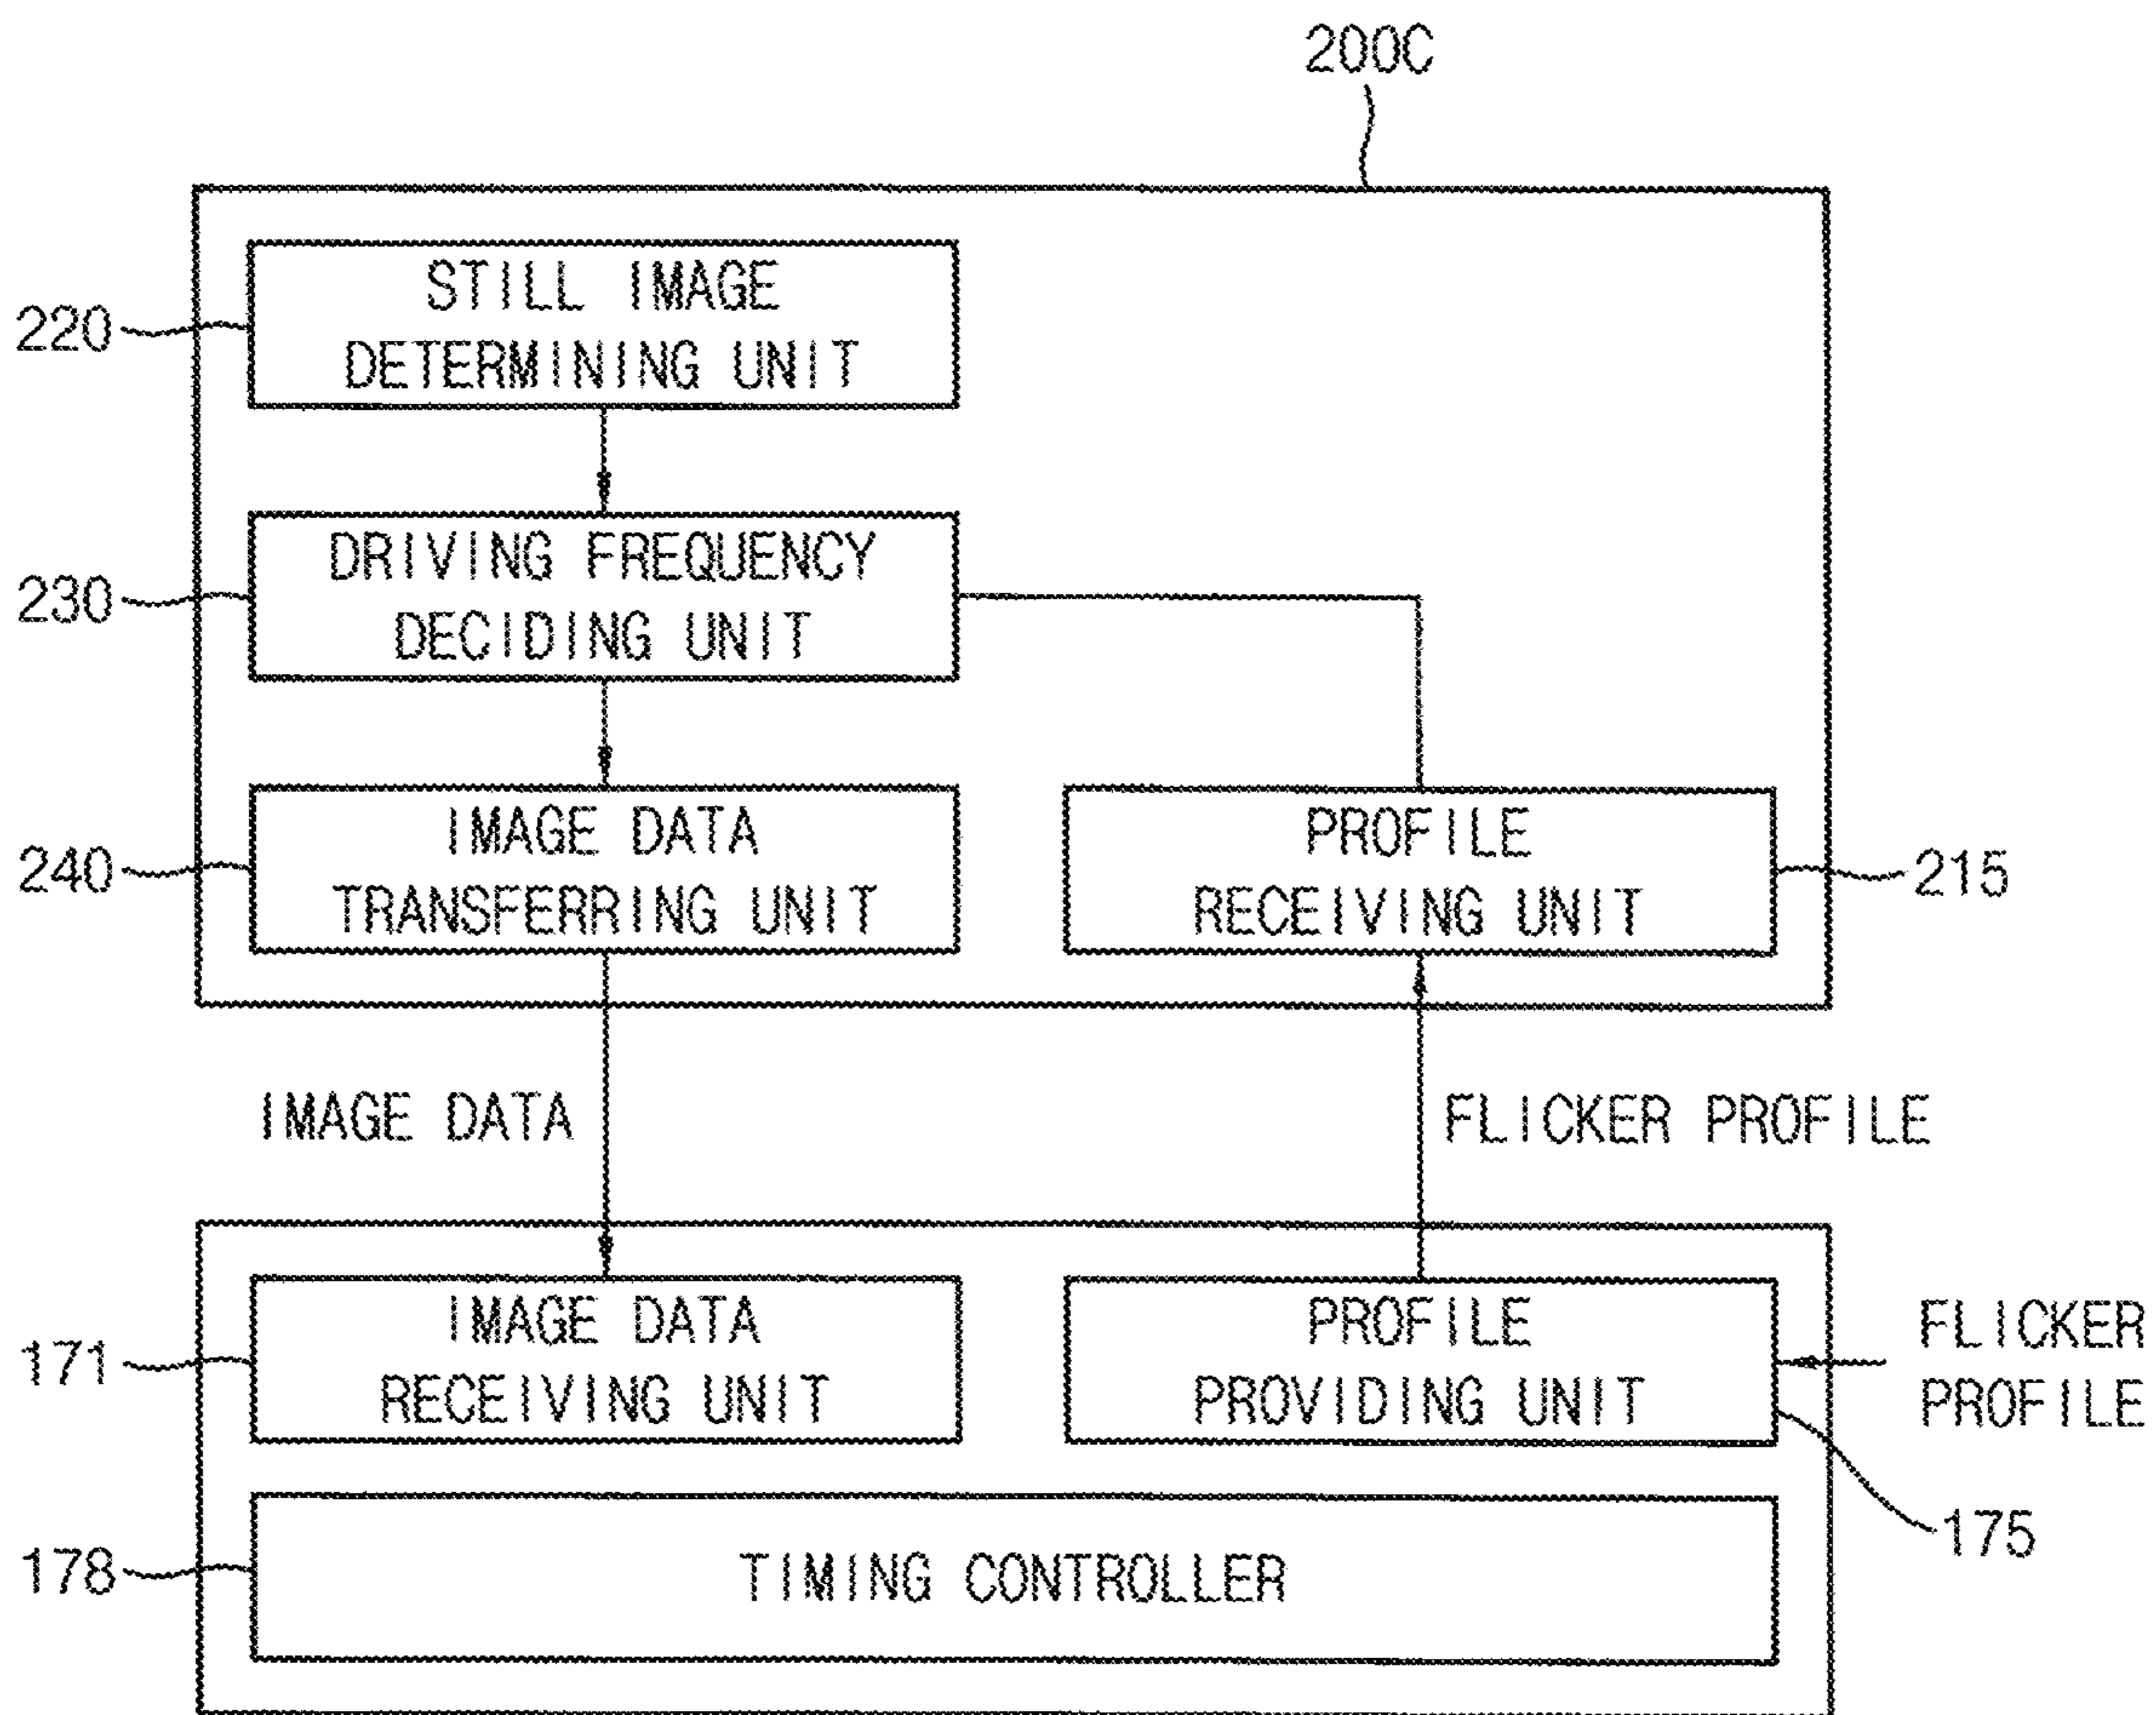 200C
STILL IMAGE
DETERMINING UNIT
220
DRIVING FREQUENCY
DECIDING UNIT
230
IMAGE DATA
TRANSFERRING UNIT
240
PROFILE
RECEIVING UNIT
215
IMAGE DATA
FLICKER PROFILE
IMAGE DATA
RECEIVING UNIT
171
PROFILE
PROVIDING UNIT
FLICKER
PROFILE
175
TIMING CONTROLLER
178